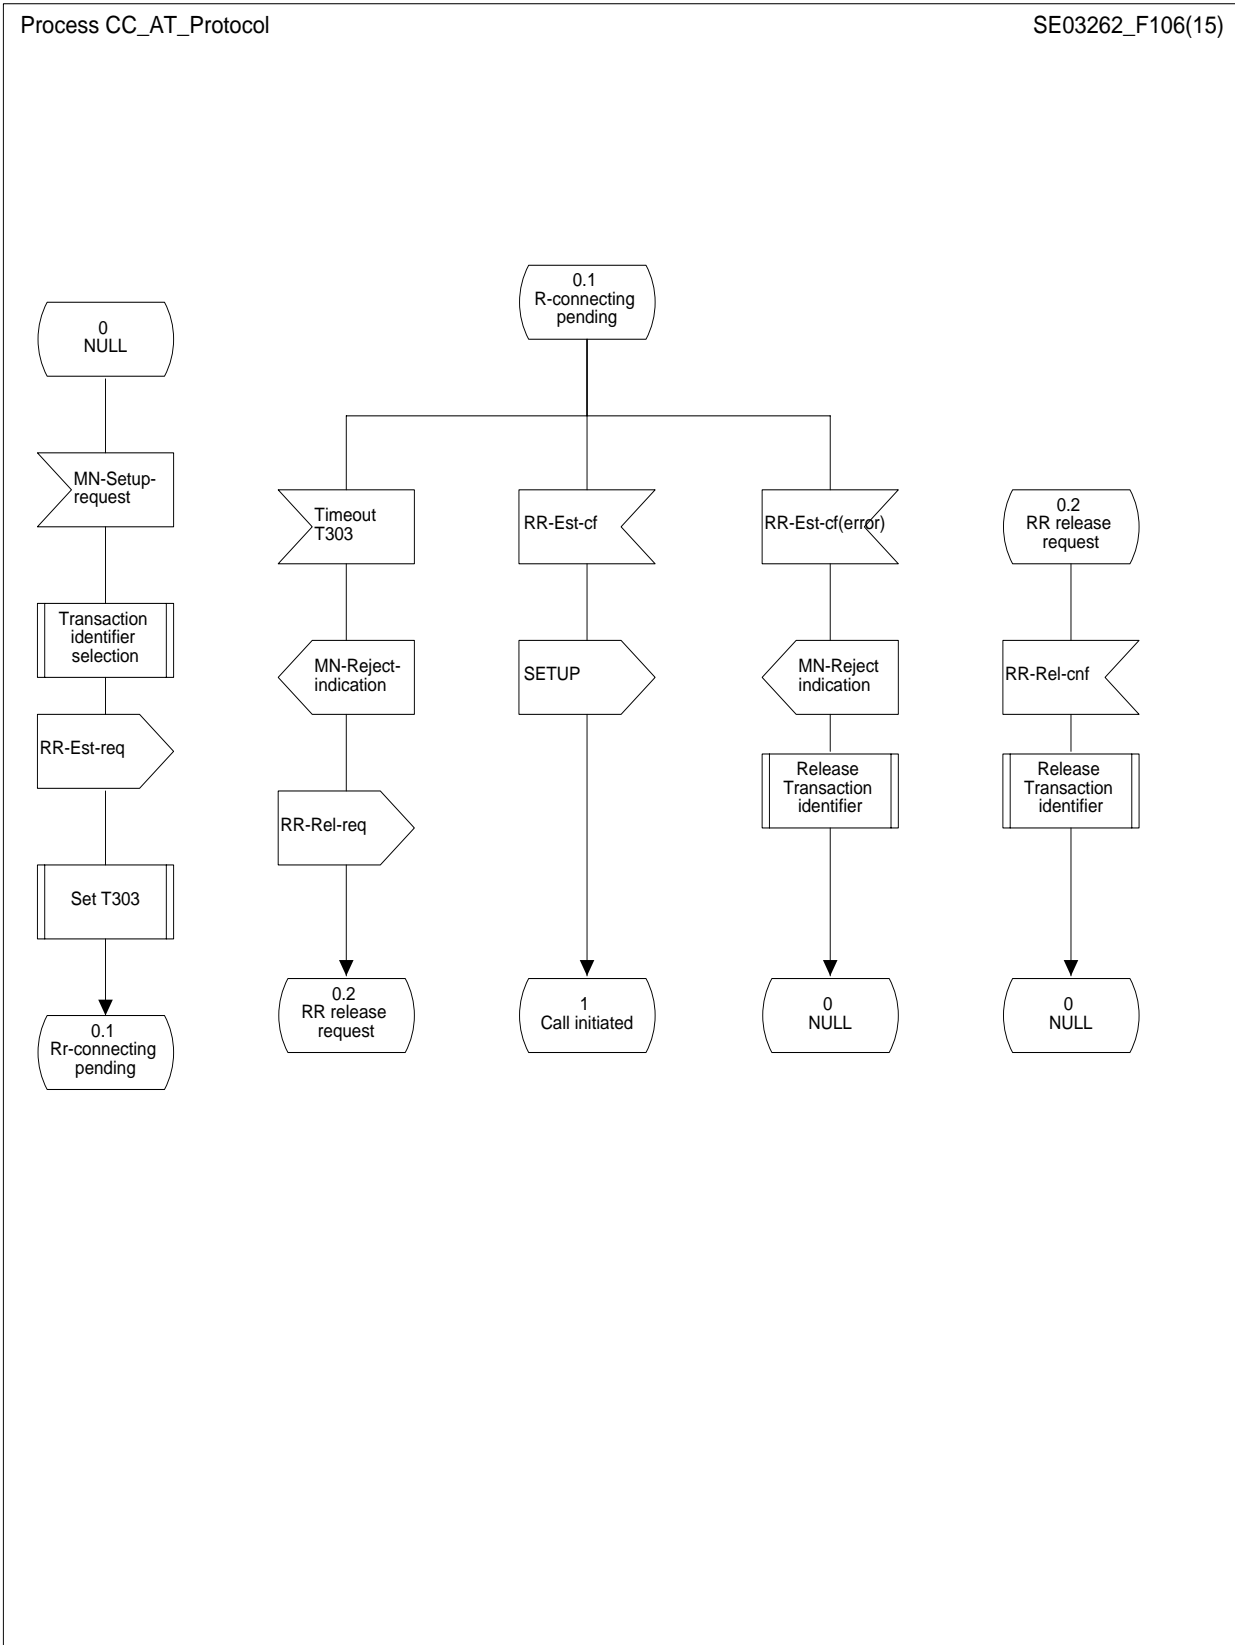 Process CC_AT_Protocol
SE03262_F106(15)
0
NULL
MN-Setup-
request
Transaction
identifier
selection
RR-Est-req
Set T303
0.1
Rr-connecting
pending
0.1
R-connecting
pending
Timeout
T303
MN-Reject-
indication
RR-Rel-req
0.2
RR release
request
RR-Est-cf
SETUP
1
Call initiated
RR-Est-cf(error)
MN-Reject
indication
Release
Transaction
identifier
0
NULL
0.2
RR release
request
RR-Rel-cnf
Release
Transaction
identifier
0
NULL